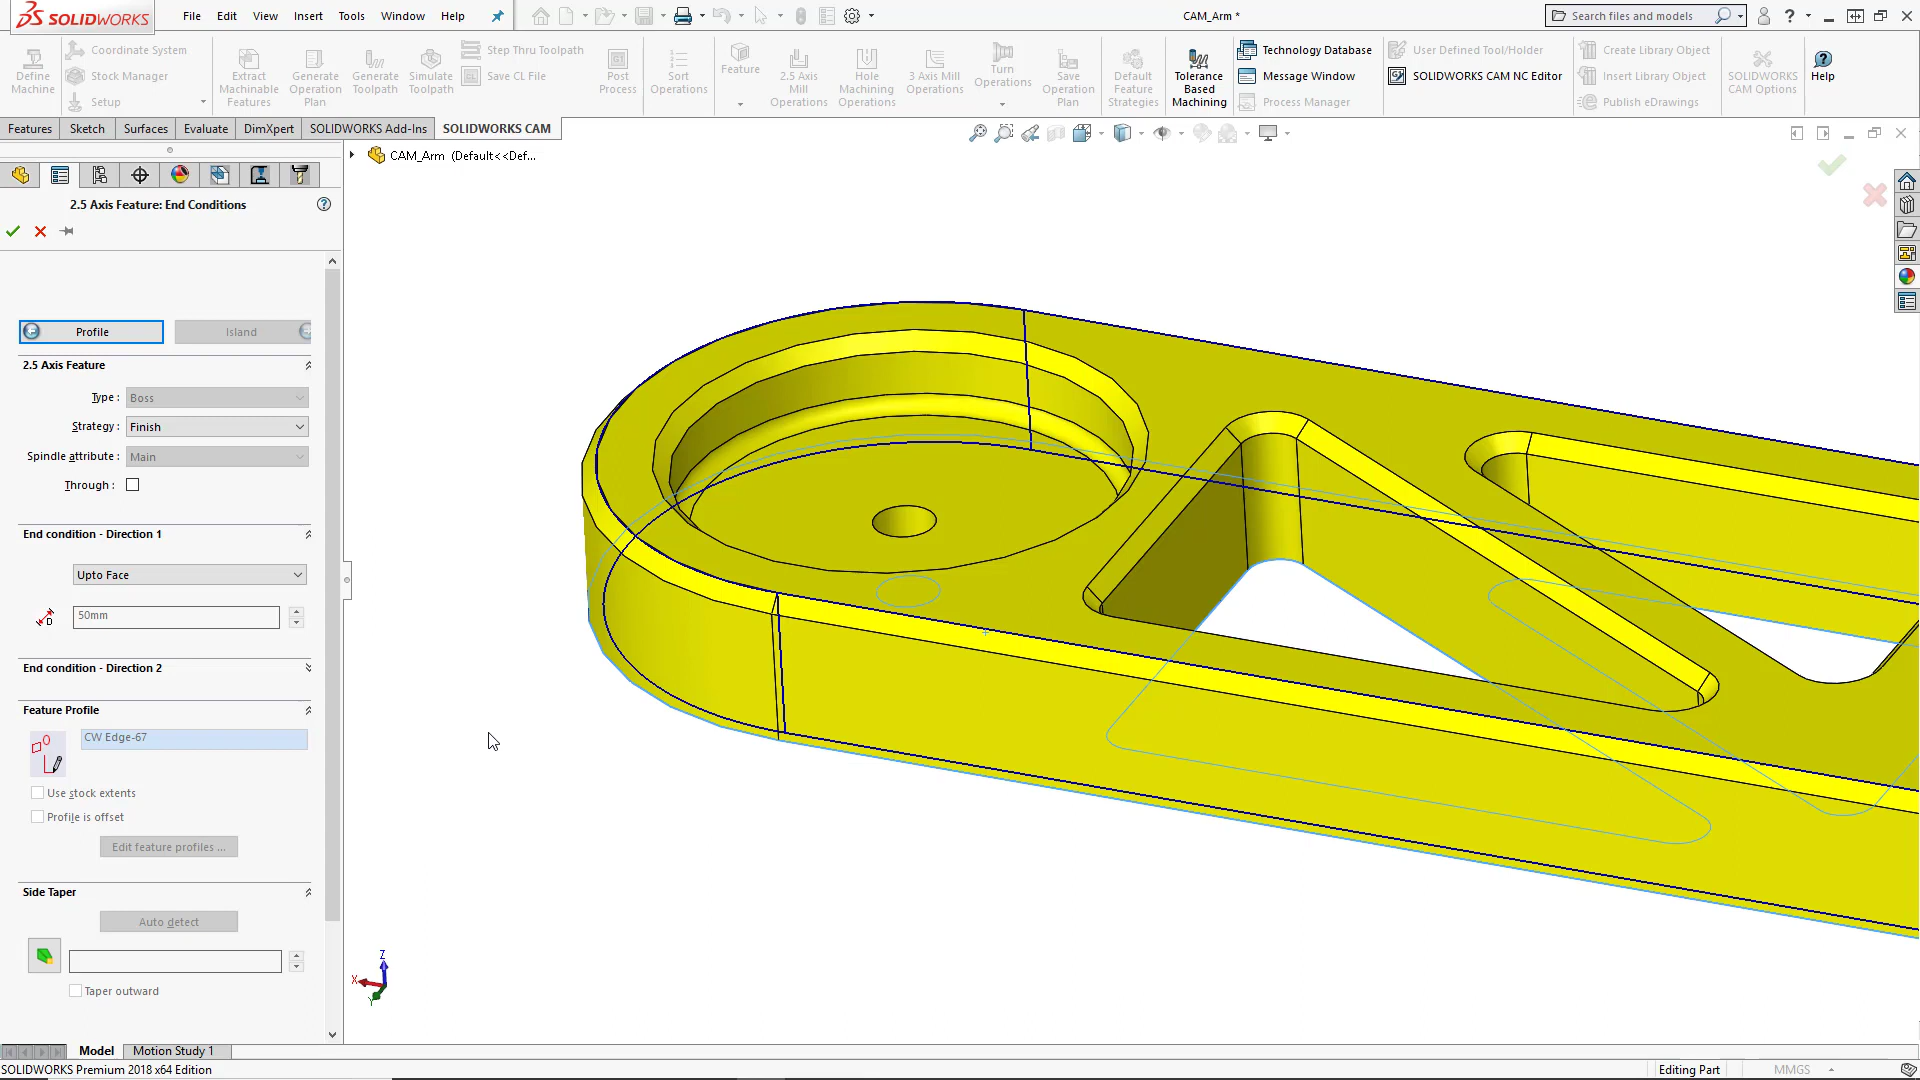 SOLIDWORKS
File Edit View Insert Tools Window Help
CAM_Arm *
Search files and models
Define Machine
Coordinate System
Stock Manager
Setup
Extract Machinable Features
Generate Operation Plan
Generate Toolpath
Simulate Toolpath
Step Thru Toolpath
Save CL File
Post Process
Sort Operations
Feature
2.5 Axis Mill Operations
Hole Machining Operations
3 Axis Mill Operations
Turn Operations
Save Operation Plan
Default Feature Strategies
Tolerance Based Machining
Technology Database
Message Window
Process Manager
User Defined Tool/Holder
SOLIDWORKS CAM NC Editor
Create Library Object
Insert Library Object
Publish eDrawings
SOLIDWORKS CAM Options
Help
Features Sketch Surfaces Evaluate DimXpert SOLIDWORKS Add-Ins SOLIDWORKS CAM
CAM_Arm (Default<<Def...
2.5 Axis Feature: End Conditions
Profile Island
2.5 Axis Feature
Type : Boss
Strategy : Finish
Spindle attribute : Main
Through :
End condition - Direction 1
Upto Face
D 50mm
End condition - Direction 2
Feature Profile
CW Edge-67
Use stock extents
Profile is offset
Edit feature profiles ...
Side Taper
Auto detect
Taper outward
Z
X
Y
Model Motion Study 1
SOLIDWORKS Premium 2018 x64 Edition
Editing Part
MMGS